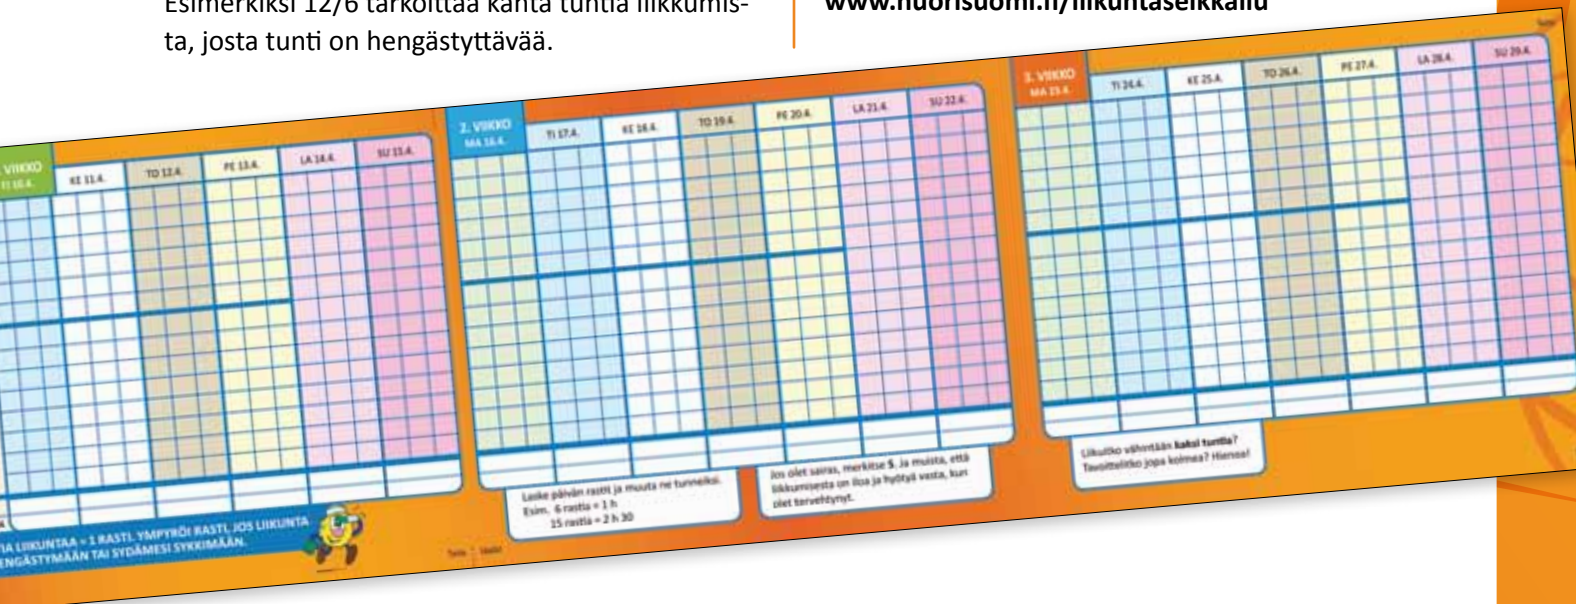 Esimerkiksi 12/6 tarkoittaa kahta tuntia liikkumis-
ta, josta tunti on hengästyttävää.
www.nuorisuomi.fi/liikuntaseikkailu
VIIKKO
TI 10.4.
KE 11.4.
TO 12.4.
PE 13.4.
LA 14.4.
SU 15.4.
2. VIIKKO
MA 16.4.
TI 17.4.
KE 18.4.
TO 19.4.
PE 20.4.
LA 21.4.
SU 22.4.
3. VIIKKO
MA 23.4.
TI 24.4.
KE 25.4.
TO 26.4.
PE 27.4.
LA 28.4.
SU 29.4.
LIIKUNTAA = 1 RASTI. YMPYRÖI RASTI, JOS LIIKUNTA
HENGÄSTYMÄÄN TAI SYDÄMESI SYKKIMÄÄN.
Laske päivän rastit ja muuta ne tunneiksi.
Esim. 6 rastia = 1 h
15 rastia = 2 h 30
Jos olet sairas, merkitse S. Ja muista, että
liikkumisesta on iloa ja hyötyä vasta, kun
olet tervehtynyt.
Liikuitko vähintään kaksi tuntia?
Tavoittelitko jopa kolmea? Hienoa!